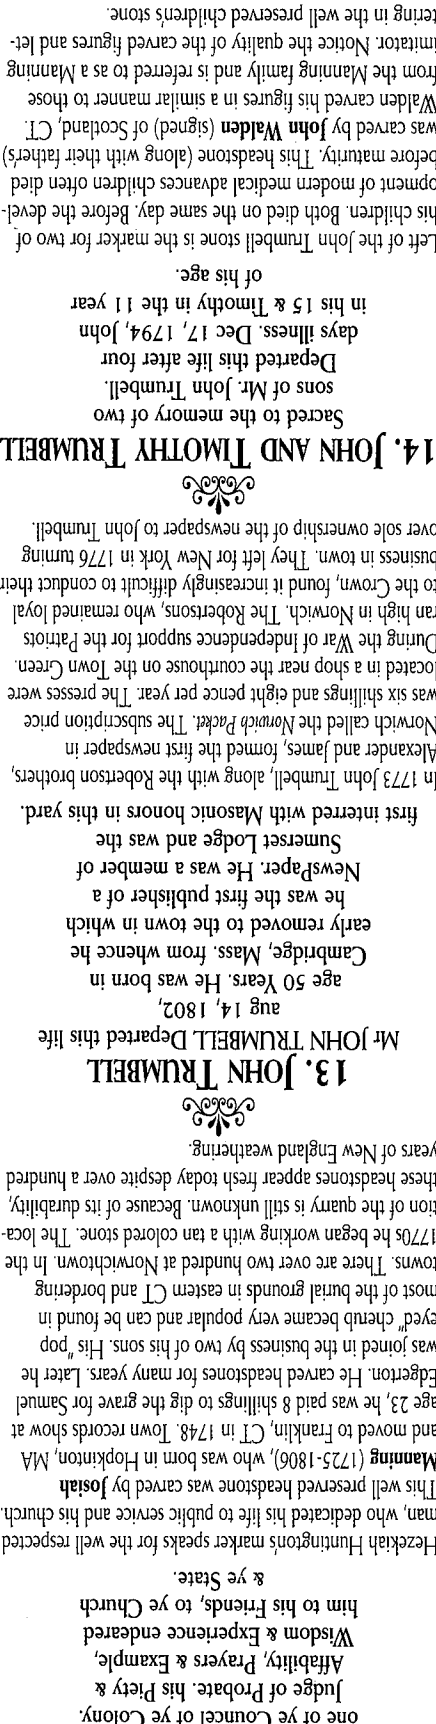 one of ye Councel of ye Colony.
Judge of Probate. his Piety &
Affability, Prayers & Example,
Wisdom & Experience endeared
him to his Friends, to ye Church
& ye State.
Hezekiah Huntington's marker speaks for the well respected
man, who dedicated his life to public service and his church.
This well preserved headstone was carved by Josiah
Manning (1725-1806), who was born in Hopkinton, MA
and moved to Franklin, CT in 1748. Town records show at
age 23, he was paid 8 shillings to dig the grave for Samuel
Edgerton. He carved headstones for many years. Later he
was joined in the business by two of his sons. His "pop
eyed" cherub became very popular and can be found in
most of the burial grounds in eastern CT and bordering
towns. There are over two hundred at Norwichtown. In the
1770s he began working with a tan colored stone. The loca-
tion of the quarry is still unknown. Because of its durability,
these headstones appear fresh today despite over a hundred
years of New England weathering.
13. JOHN TRUMBELL
Mr JOHN TRUMBELL Departed this life
aug 14, 1802,
age 50 Years. He was born in
Cambridge, Mass. from whence he
early removed to the town in which
he was the first publisher of a
NewsPaper. He was a member of
Sumerset Lodge and was the
first interred with Masonic honors in this yard.
In 1773 John Trumbell, along with the Robertson brothers,
Alexander and James, formed the first newspaper in
Norwich called the Norwich Packet. The subscription price
was six shillings and eight pence per year. The presses were
located in a shop near the courthouse on the Town Green.
During the War of Independence support for the Patriots
ran high in Norwich. The Robertsons, who remained loyal
to the Crown, found it increasingly difficult to conduct their
business in town. They left for New York in 1776 turning
over sole ownership of the newspaper to John Trumbell.
14. JOHN AND TIMOTHY TRUMBELL
Sacred to the memory of two
sons of Mr. John Trumbell.
Departed this life after four
days illness. Dec 17, 1794, John
in his 15 & Timothy in the 11 year
of his age.
Left of the John Trumbell stone is the marker for two of
his children. Both died on the same day. Before the devel-
opment of modern medical advances children often died
before maturity. This headstone (along with their father's)
was carved by John Walden (signed) of Scotland, CT.
Walden carved his figures in a similar manner to those
from the Manning family and is referred to as a Manning
imitator. Notice the quality of the carved figures and let-
tering in the well preserved children's stone.